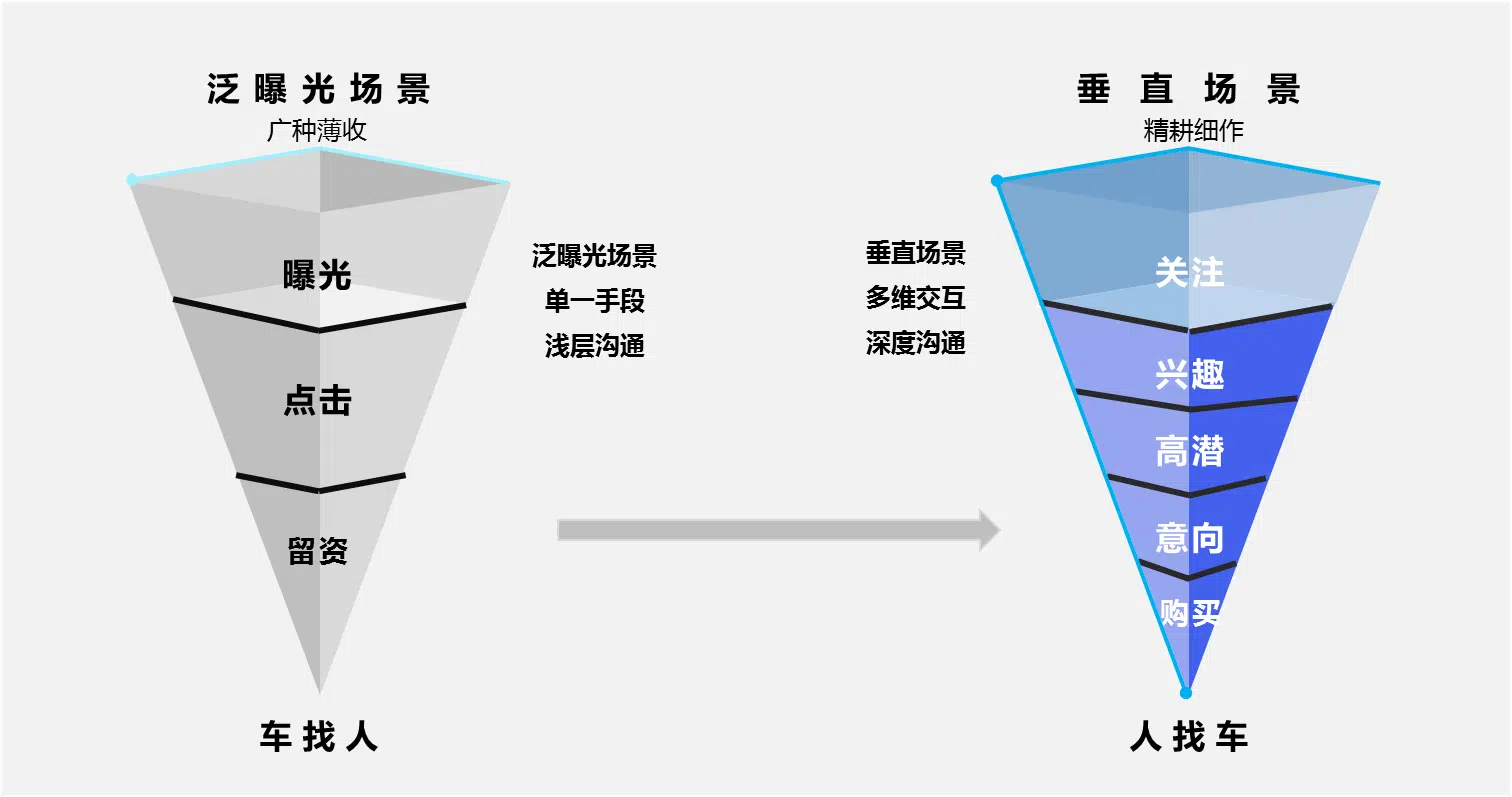 泛曝光场景
广种薄收
曝光
点击
留资
车找人
泛曝光场景
单一手段
浅层沟通
垂直场景
多维交互
深度沟通
垂直场景
精耕细作
关注
兴趣
高潜
意向
购买
人找车